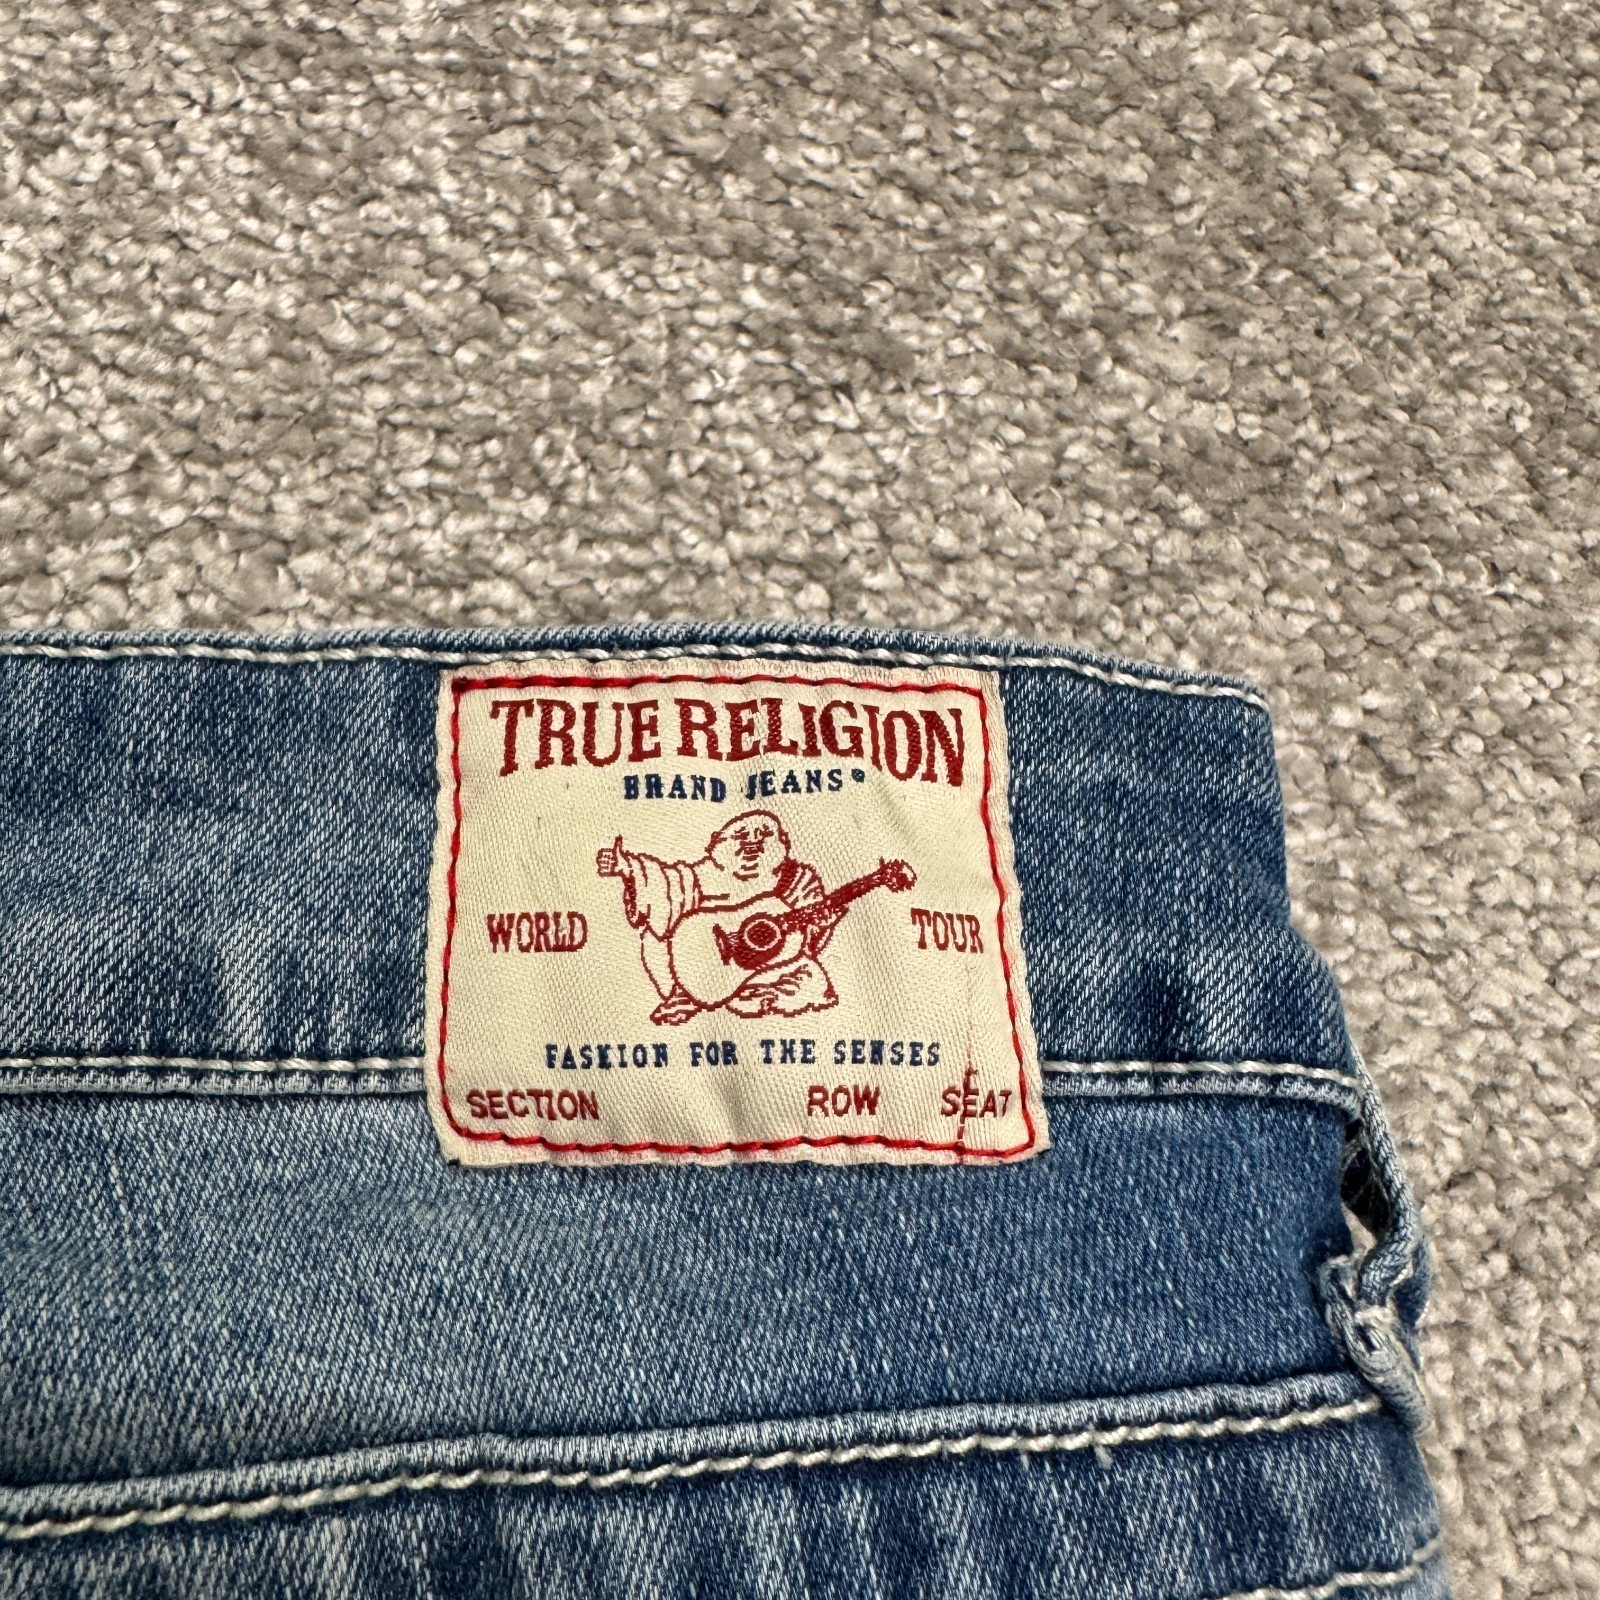 TRUE RELIGION
BRAND JEANS®
WORLD TOUR
FASHION FOR THE SENSES
SECTION ROW SEAT